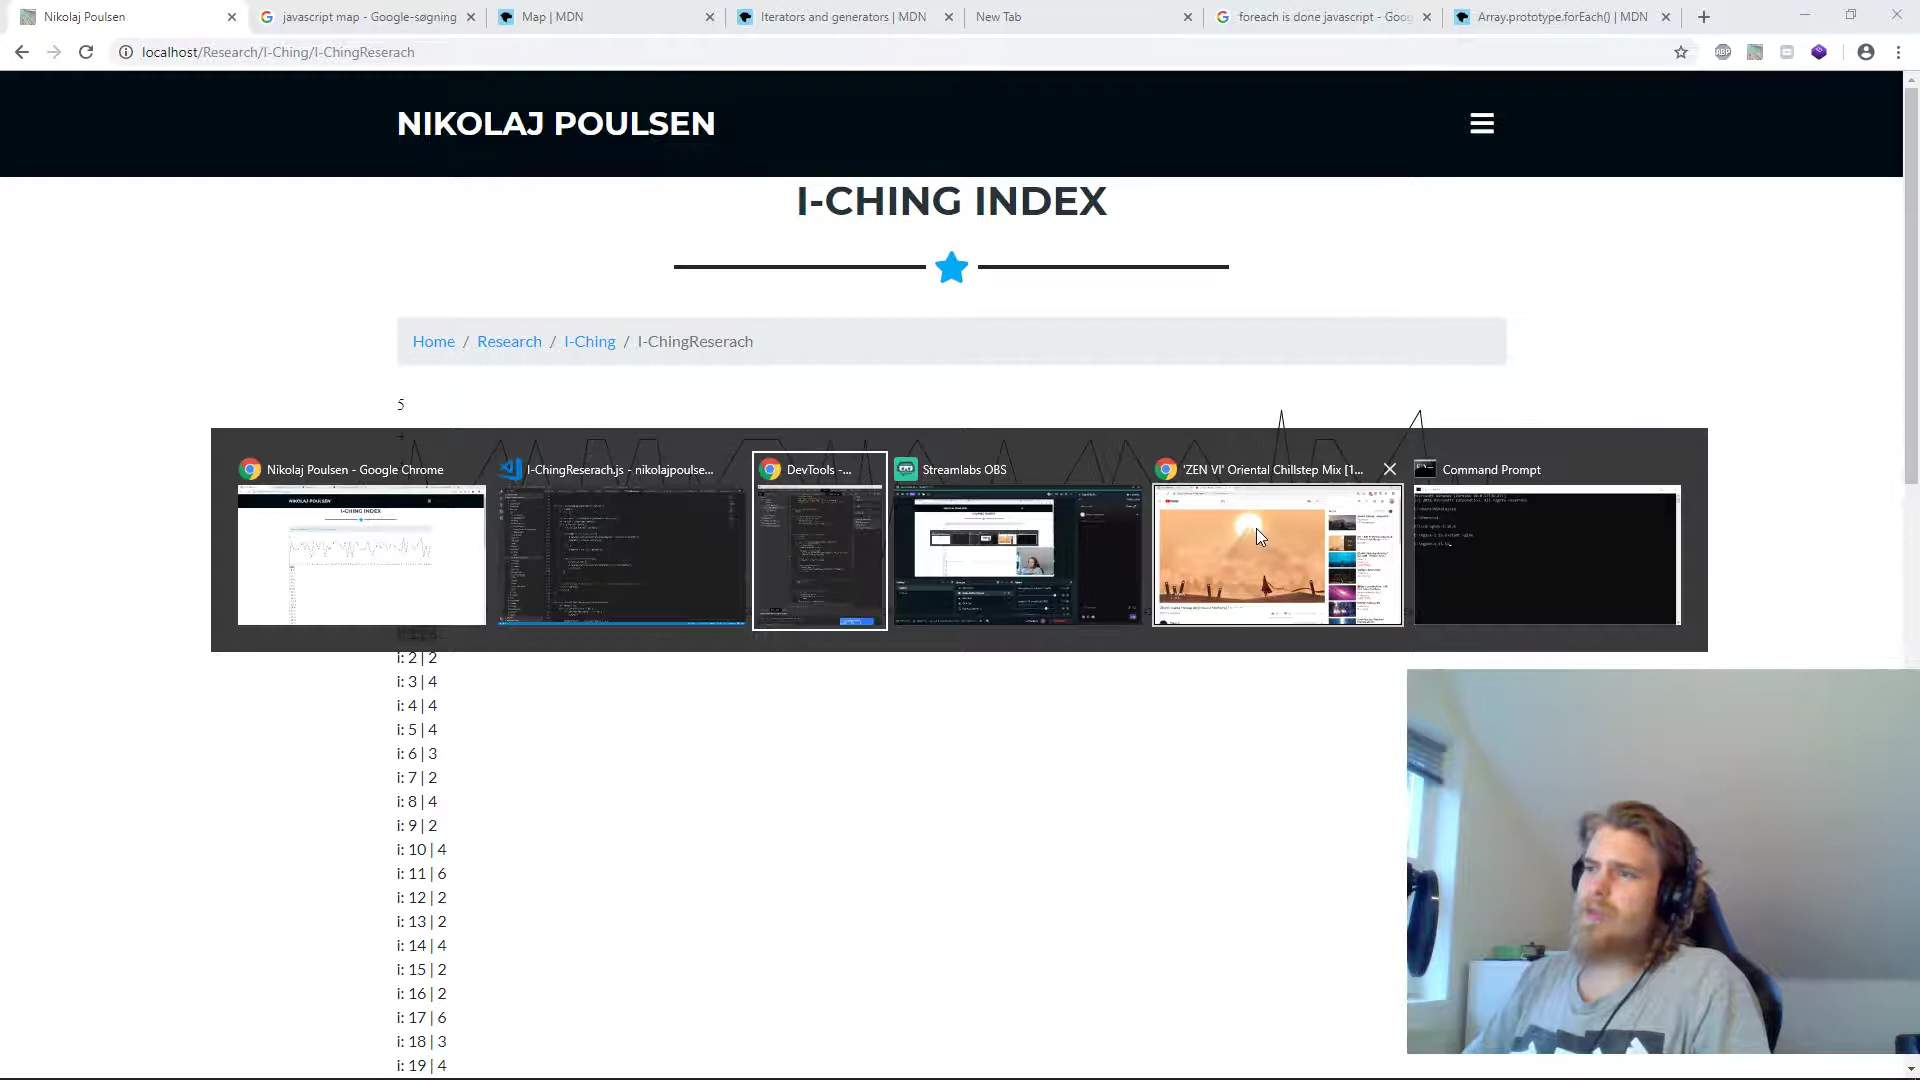 Nikolaj Poulsen
javascript map - Google-søgning
Map | MDN
Iterators and generators | MDN
New Tab
foreach is done javascript - Goog
Array.prototype.forEach() | MDN
localhost/Research/I-Ching/I-ChingReserach
ABP
NIKOLAJ POULSEN
I-CHING INDEX
Home / Research / I-Ching / I-ChingReserach
5
Nikolaj Poulsen - Google Chrome
I-ChingReserach.js - nikolajpoulse...
DevTools -...
Streamlabs OBS
'ZEN VI' Oriental Chillstep Mix [1...
Command Prompt
i: 2 | 2
i: 3 | 4
i: 4 | 4
i: 5 | 4
i: 6 | 3
i: 7 | 2
i: 8 | 4
i: 9 | 2
i: 10 | 4
i: 11 | 6
i: 12 | 2
i: 13 | 2
i: 14 | 4
i: 15 | 2
i: 16 | 2
i: 17 | 6
i: 18 | 3
i: 19 | 4